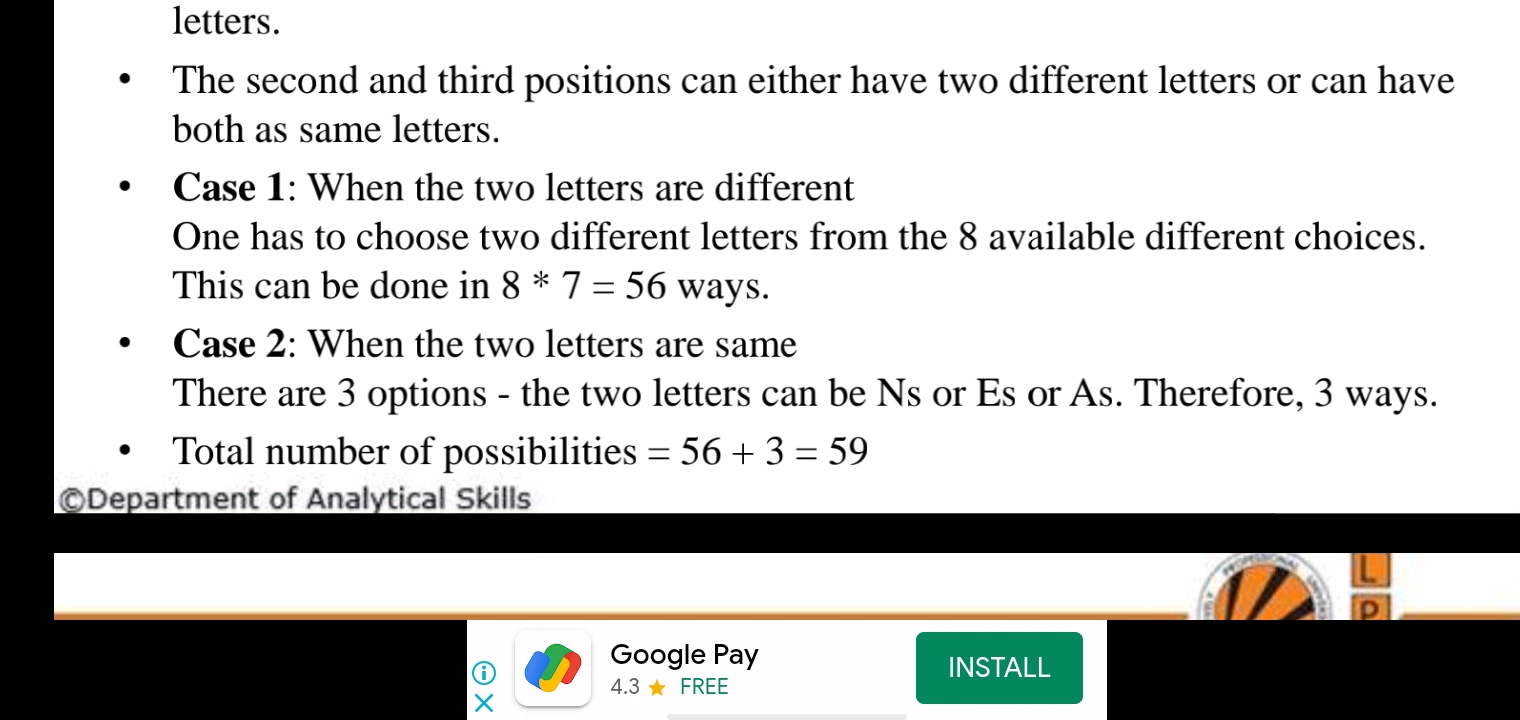 letters.
• The second and third positions can either have two different letters or can have
both as same letters.
• Case 1: When the two letters are different
One has to choose two different letters from the 8 available different choices.
This can be done in 8 * 7 = 56 ways.
• Case 2: When the two letters are same
There are 3 options - the two letters can be Ns or Es or As. Therefore, 3 ways.
• Total number of possibilities = 56 + 3 = 59
©Department of Analytical Skills
L
P
Google Pay
4.3 ★ FREE
INSTALL